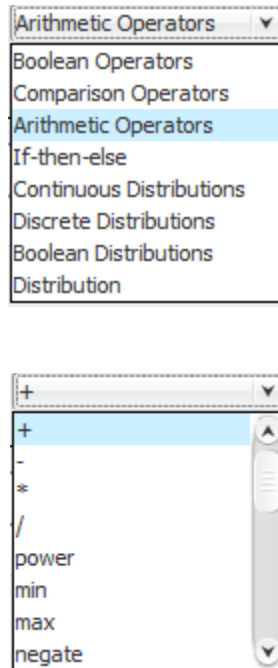 Arithmetic Operators
Boolean Operators
Comparison Operators
Arithmetic Operators
If-then-else
Continuous Distributions
Discrete Distributions
Boolean Distributions
Distribution
+
+
-
*
/
power
min
max
negate